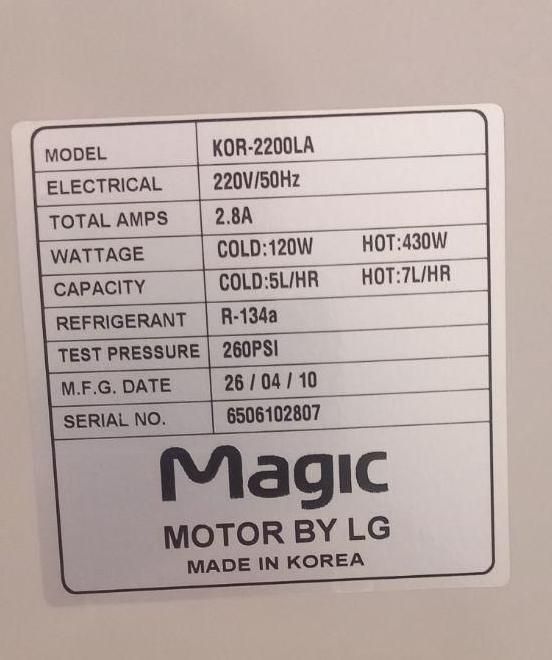 MODEL KOR-2200LA
ELECTRICAL 220V/50Hz
TOTAL AMPS 2.8A
WATTAGE COLD:120W HOT:430W
CAPACITY COLD:5L/HR HOT:7L/HR
REFRIGERANT R-134a
TEST PRESSURE 260PSI
M.F.G. DATE 26 / 04 / 10
SERIAL NO. 6506102807
Magic
MOTOR BY LG
MADE IN KOREA